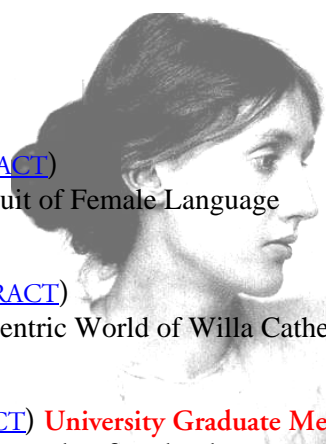 ACT)
uit of Female Language
RACT)
entric World of Willa Cathe
CT) University Graduate Me